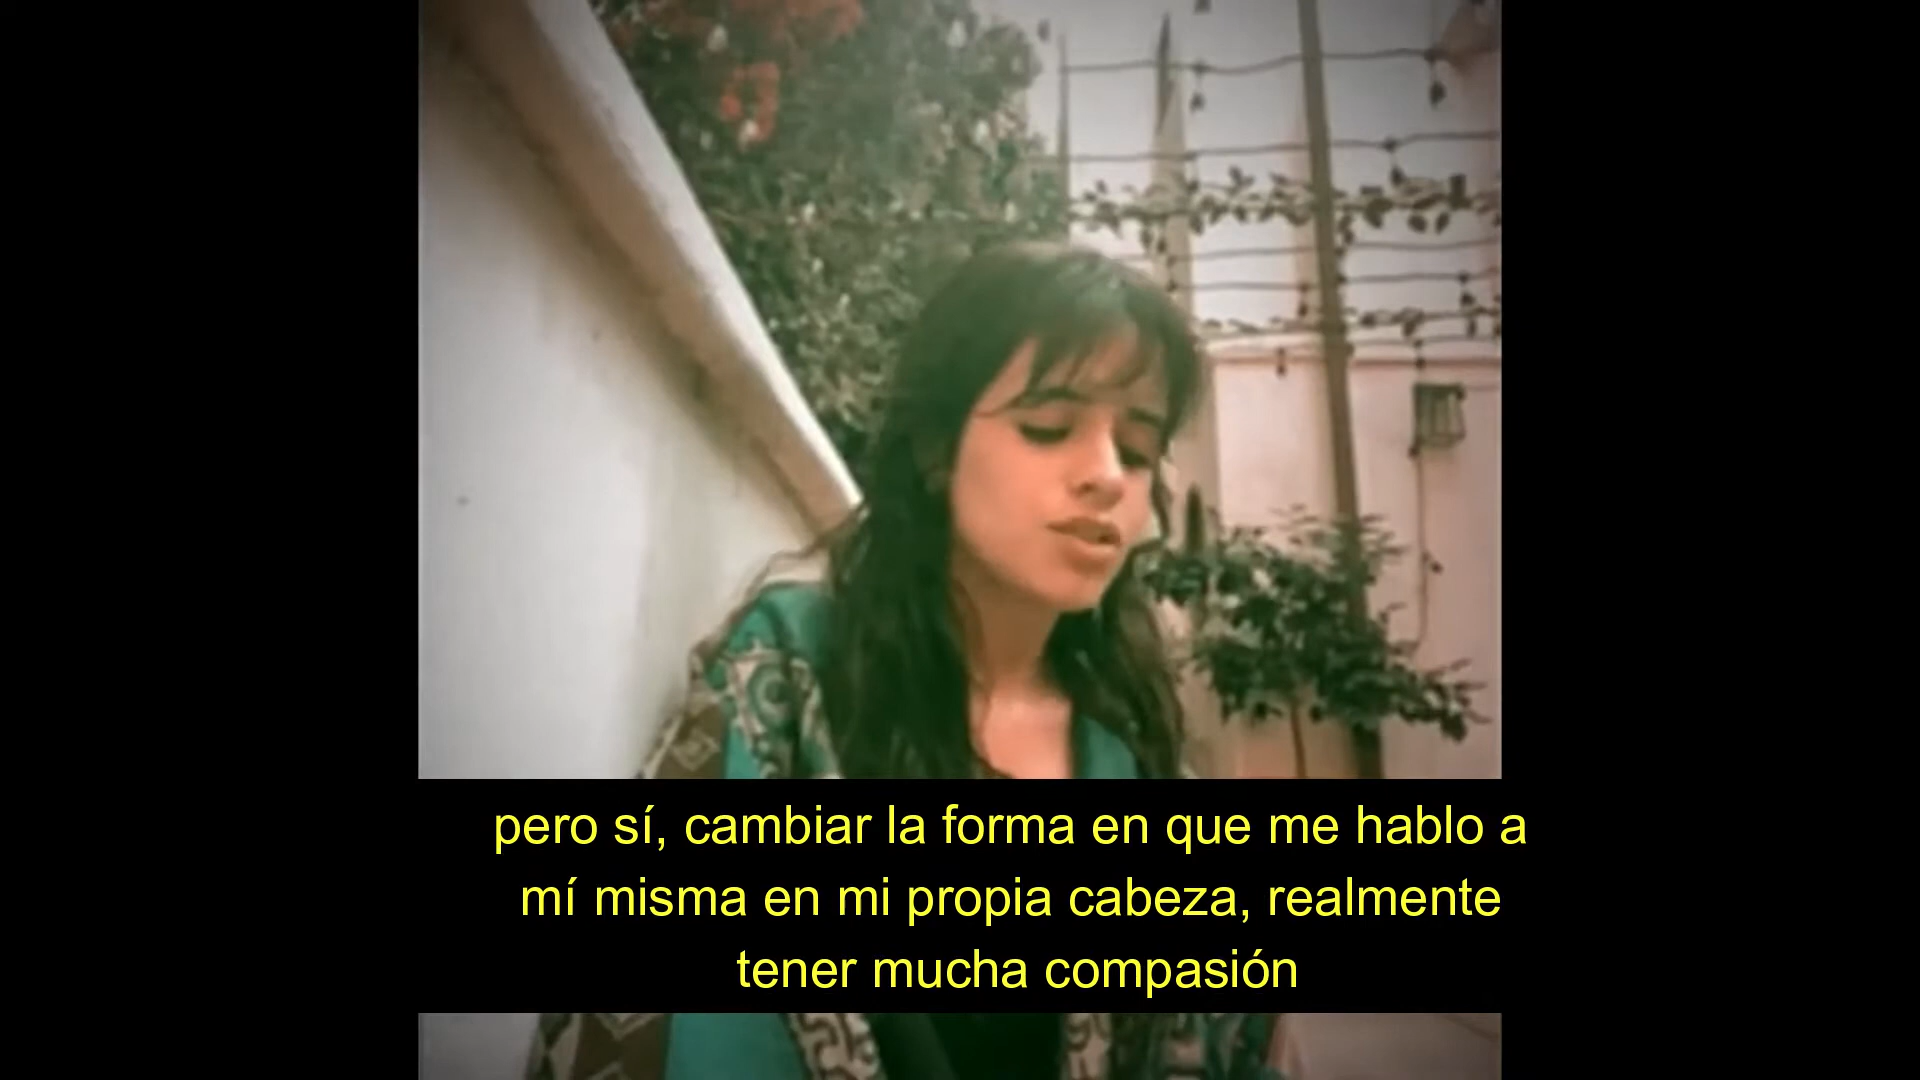 pero sí, cambiar la forma en que me hablo a
mí misma en mi propia cabeza, realmente
tener mucha compasión